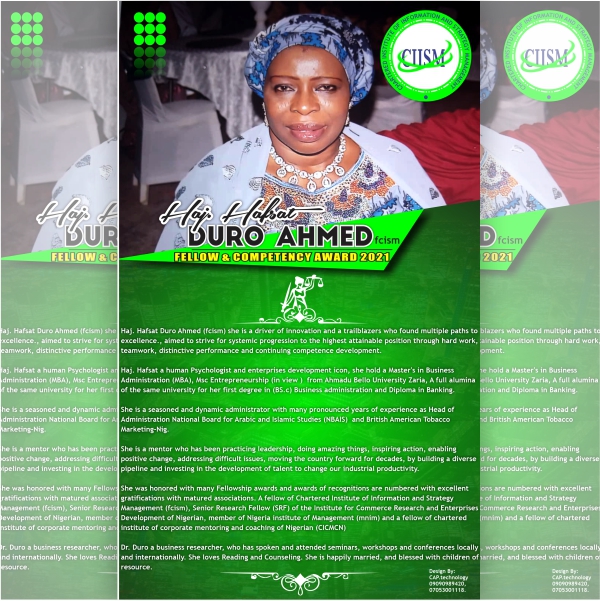 CHARTERED INSTITUTE OF INFORMATION AND STRATEGY MANAGEMENT
CIISM
Haj. Hafsat
DURO AHMED fcism
FELLOW & COMPETENCY AWARD 2021
Haj. Hafsat Duro Ahmed (fcism) she is a driver of innovation and a trailblazers who found multiple paths to
excellence., aimed to strive for systemic progression to the highest attainable position through hard work,
teamwork, distinctive performance and continuing competence development.
Haj. Hafsat a human Psychologist and enterprises development icon, she hold a Master's in Business
Administration (MBA), Msc Entrepreneurship (in view ) from Ahmadu Bello University Zaria, A full alumina
of the same university for her first degree in (BS.c) Business administration and Diploma in Banking.
She is a seasoned and dynamic administrator with many pronounced years of experience as Head of
Administration National Board for Arabic and Islamic Studies (NBAIS) and British American Tobacco
Marketing-Nig.
She is a mentor who has been practicing leadership, doing amazing things, inspiring action, enabling
positive change, addressing difficult issues, moving the country forward for decades, by building a diverse
pipeline and investing in the development of talent to change our industrial productivity.
She was honored with many Fellowship awards and awards of recognitions are numbered with excellent
gratifications with matured associations. A fellow of Chartered Institute of Information and Strategy
Management (fcism), Senior Research Fellow (SRF) of the Institute for Commerce Research and Enterprises
Development of Nigerian, member of Nigeria institute of Management (mnim) and a fellow of chartered
institute of corporate mentoring and coaching of Nigerian (CICMCN)
Dr. Duro a business researcher, who has spoken and attended seminars, workshops and conferences locally
and internationally. She loves Reading and Counseling. She is happily married, and blessed with children of
resource.
Design By:
CAP.technology
09090989420,
07053001118.